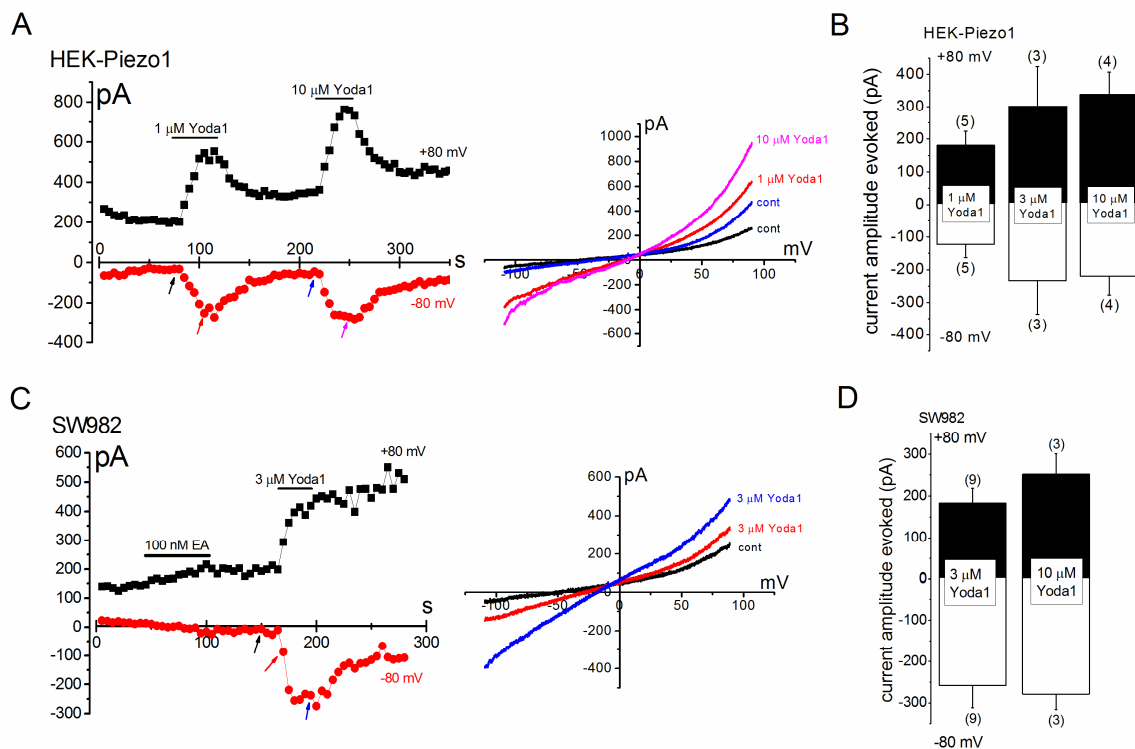 A
HEK-Piezo1
pA
800
600
400
200
0
-200
-400
0
100
200
300
s
1 μM Yoda1
10 μM Yoda1
+80 mV
-80 mV
pA
1000
800
600
400
200
0
-200
-400
-600
-100
-50
0
50
100
mV
10 μM Yoda1
1 μM Yoda1
cont
cont
B
HEK-Piezo1
+80 mV
current amplitude evoked (pA)
400
300
200
100
0
100
200
300
400
-80 mV
(5)
(3)
(4)
1 μM
Yoda1
3 μM
Yoda1
10 μM
Yoda1
(5)
(3)
(4)
C
SW982
pA
600
500
400
300
200
100
0
-100
-200
-300
0
100
200
300
s
100 nM EA
3 μM Yoda1
+80 mV
-80 mV
pA
600
400
200
0
-200
-400
-100
-50
0
50
100
mV
3 μM Yoda1
3 μM Yoda1
cont
D
SW982
+80 mV
current amplitude evoked (pA)
300
200
100
0
100
200
300
-80 mV
(9)
(3)
3 μM
Yoda1
10 μM
Yoda1
(9)
(3)